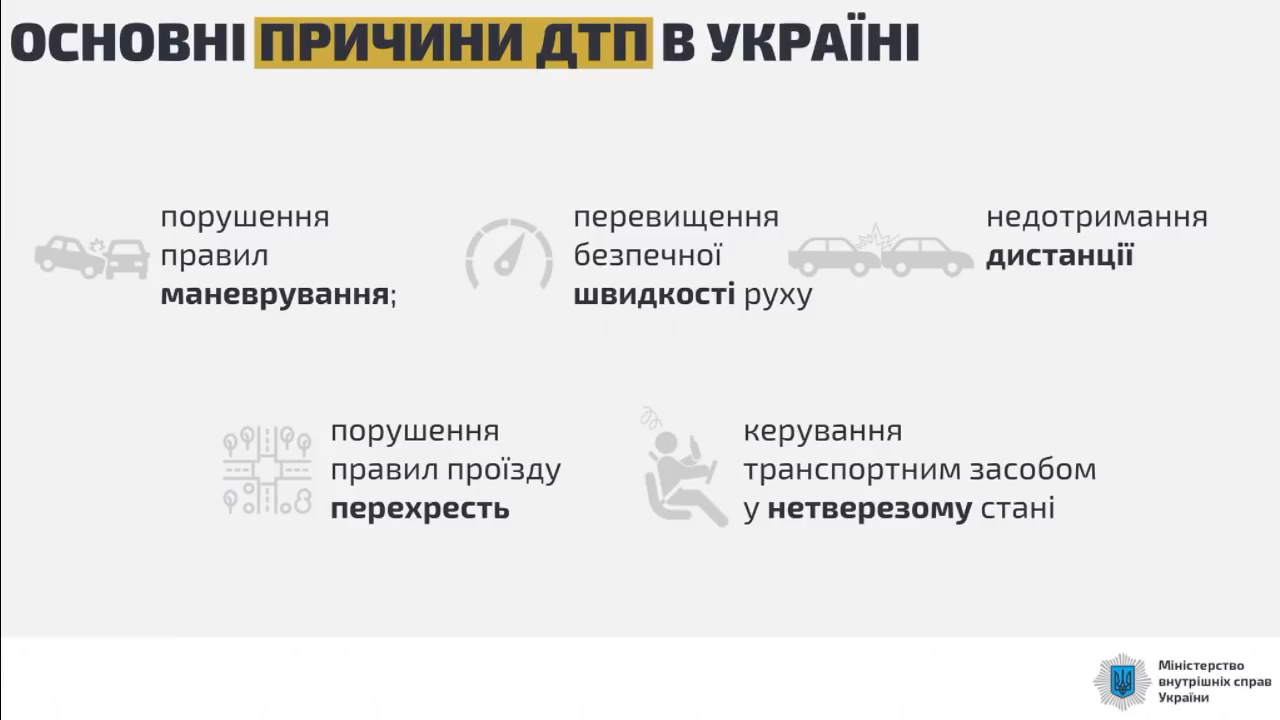 ОСНОВНІ ПРИЧИНИ ДТП В УКРАЇНІ
порушення
правил
маневрування;
перевищення
безпечної
швидкості руху
недотримання
дистанції
порушення
правил проїзду
перехресть
керування
транспортним засобом
у нетверезому стані
Міністерство
внутрішніх справ
України